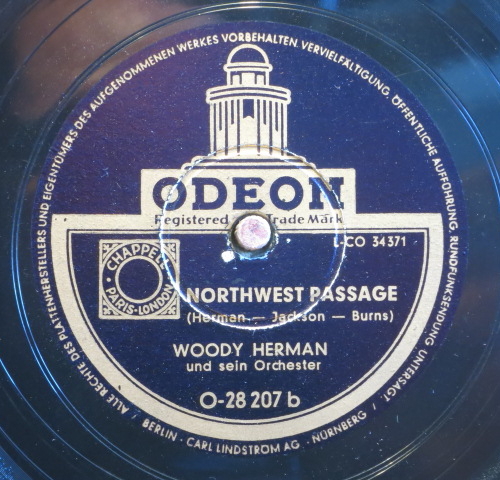 ALLE RECHTE DES PLATTENHERSTELLERS UND EIGENTÜMERS DES AUFGENOMMENEN WERKES VORBEHALTEN VERVIELFÄLTIGUNG, ÖFFENTLICHE AUFFÜHRUNG, RUNDFUNKSENDUNG UNTERSAGT.
ODEON
Registered Trade Mark
L-CO 34371
CHAPPELL
PARIS-LONDON
NORTHWEST PASSAGE
(Herman — Jackson — Burns)
WOODY HERMAN
und sein Orchester
O-28 207 b
BERLIN · CARL LINDSTRÖM AG · NÜRNBERG